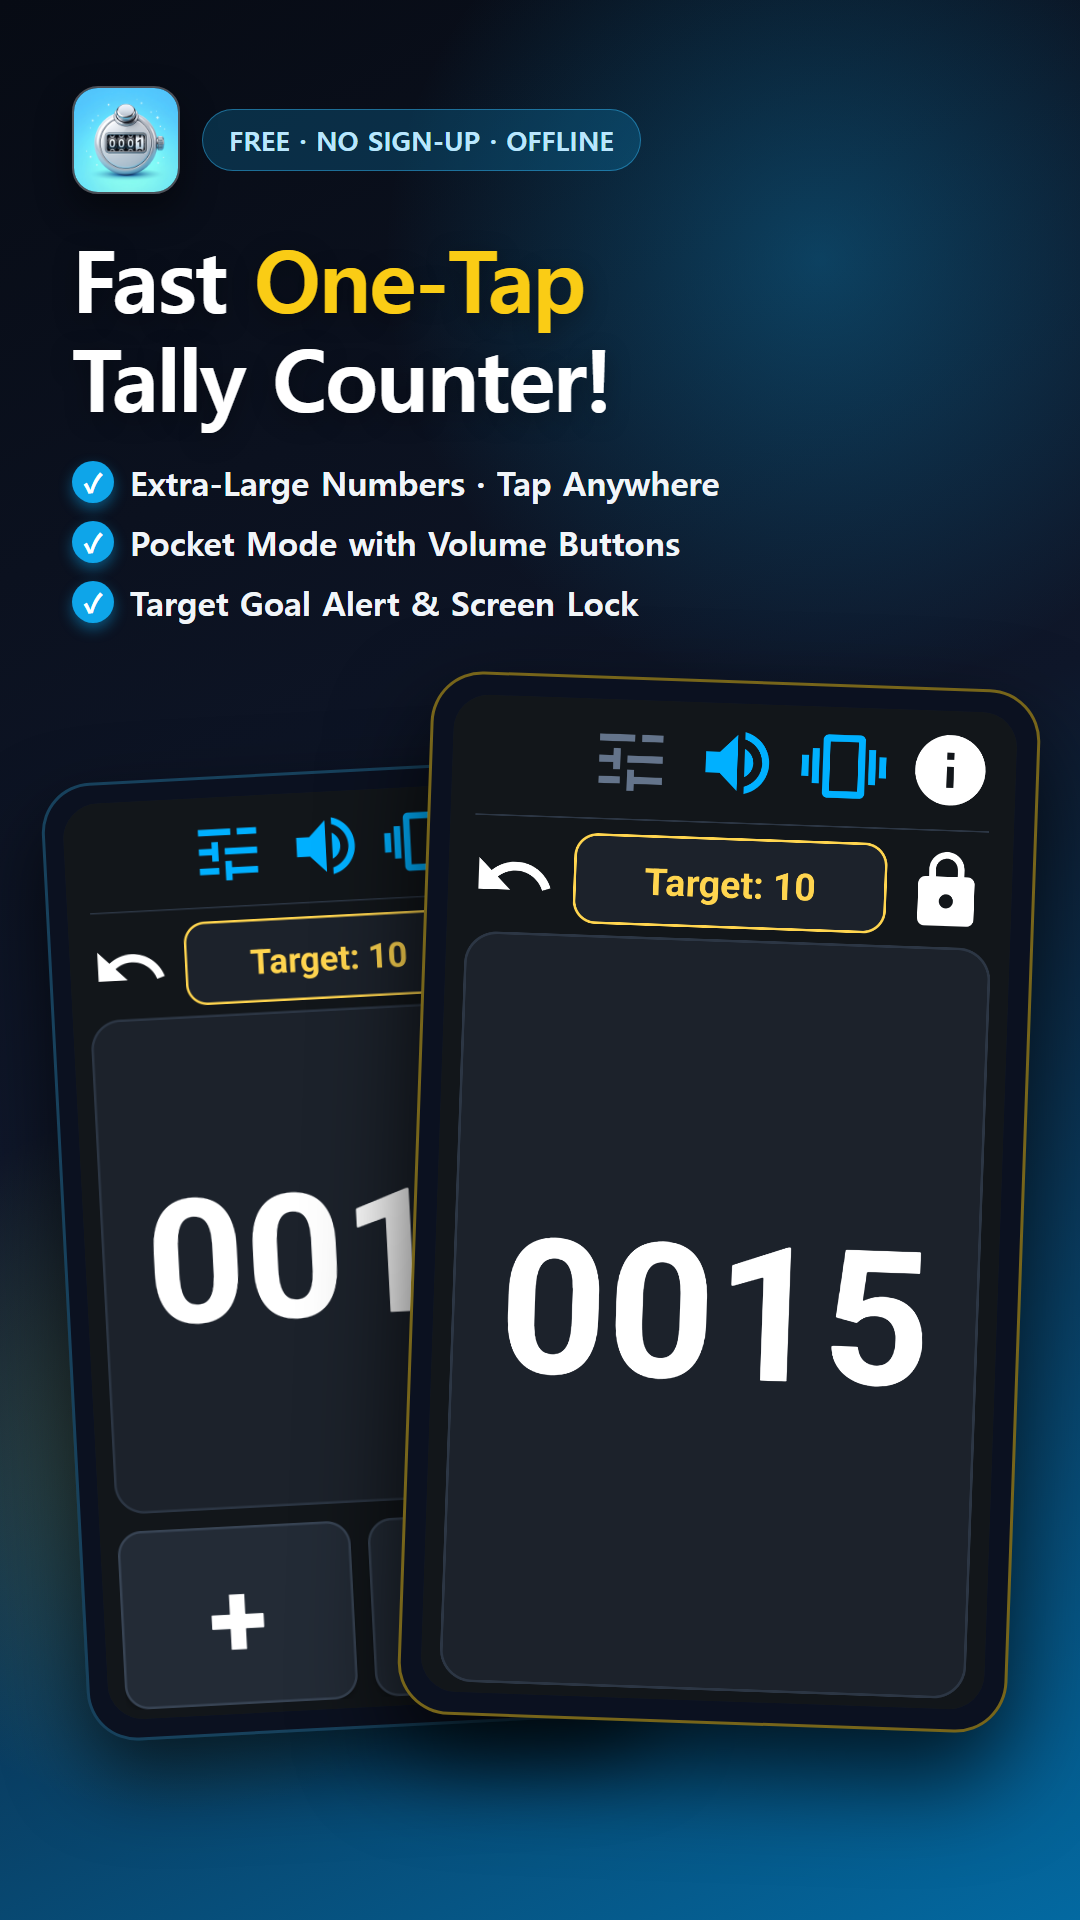 0001
FREE · NO SIGN-UP · OFFLINE
Fast One-Tap
Tally Counter!
Extra-Large Numbers · Tap Anywhere
Pocket Mode with Volume Buttons
Target Goal Alert & Screen Lock
Target: 10
001
+
i
Target: 10
0015